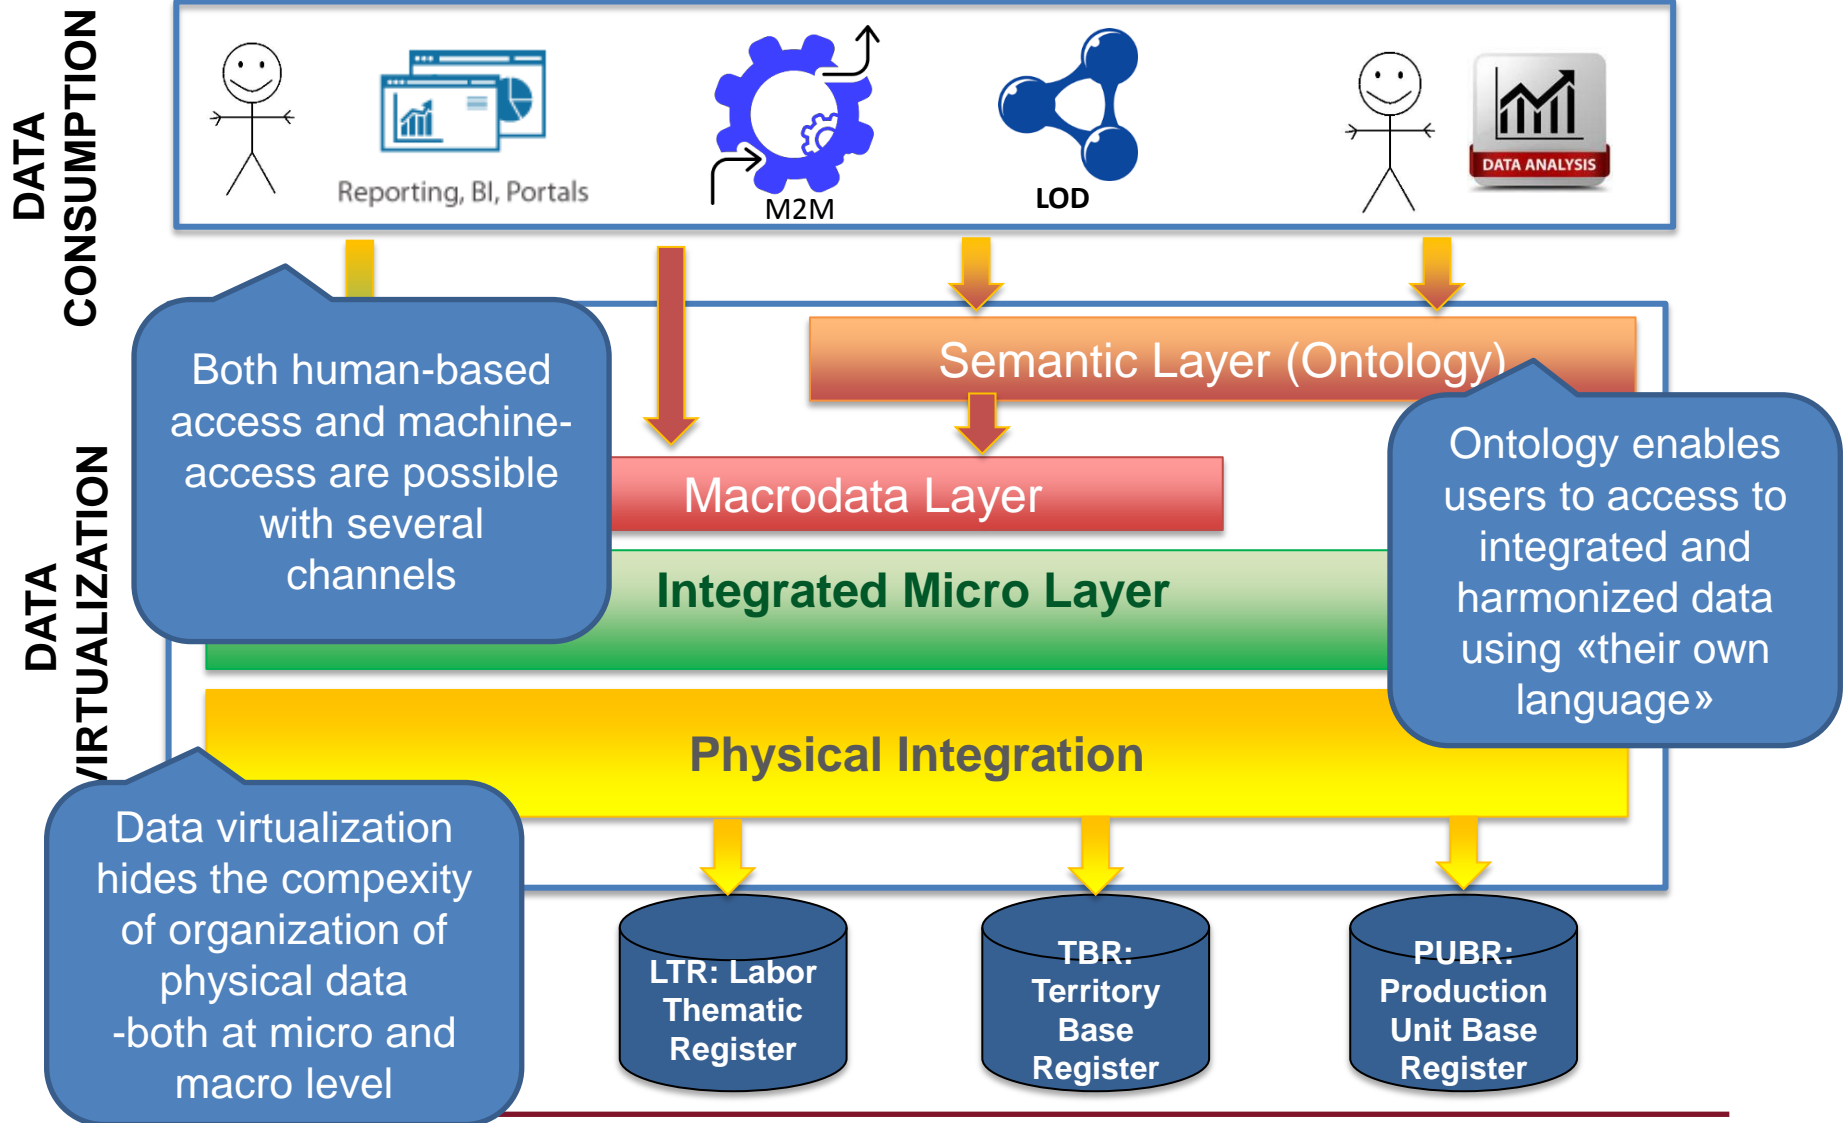 DATA
CONSUMPTION
Reporting, BI, Portals
M2M
LOD
DATA ANALYSIS
Semantic Layer (Ontology)
Both human-based
access and machine-
access are possible
with several
channels
Macrodata Layer
Ontology enables
users to access to
integrated and
harmonized data
using «their own
language»
DATA
VIRTUALIZATION
Integrated Micro Layer
Physical Integration
Data virtualization
hides the compexity
of organization of
physical data
-both at micro and
macro level
LTR: Labor
Thematic
Register
TBR:
Territory
Base
Register
PUBR:
Production
Unit Base
Register